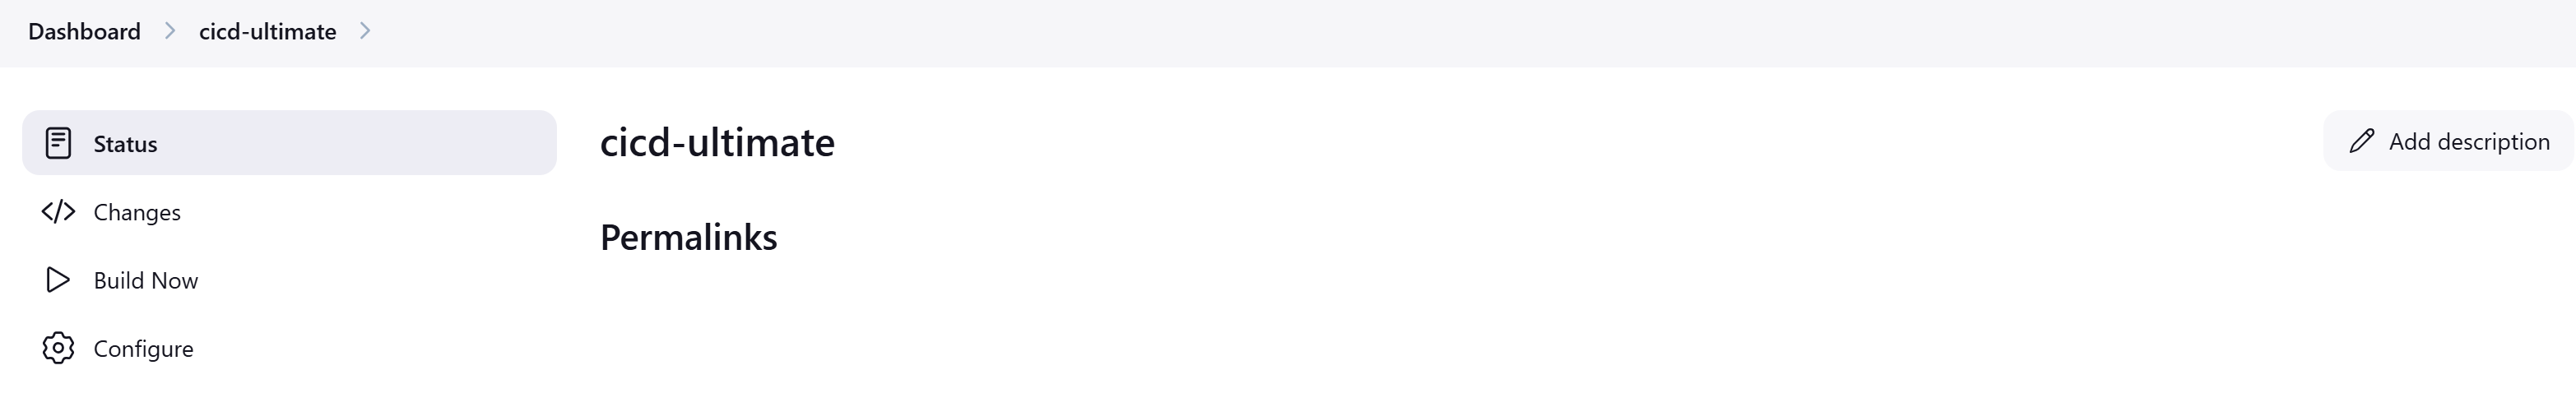 Dashboard cicd-ultimate
Status
Changes
Build Now
Configure
cicd-ultimate
Add description
Permalinks